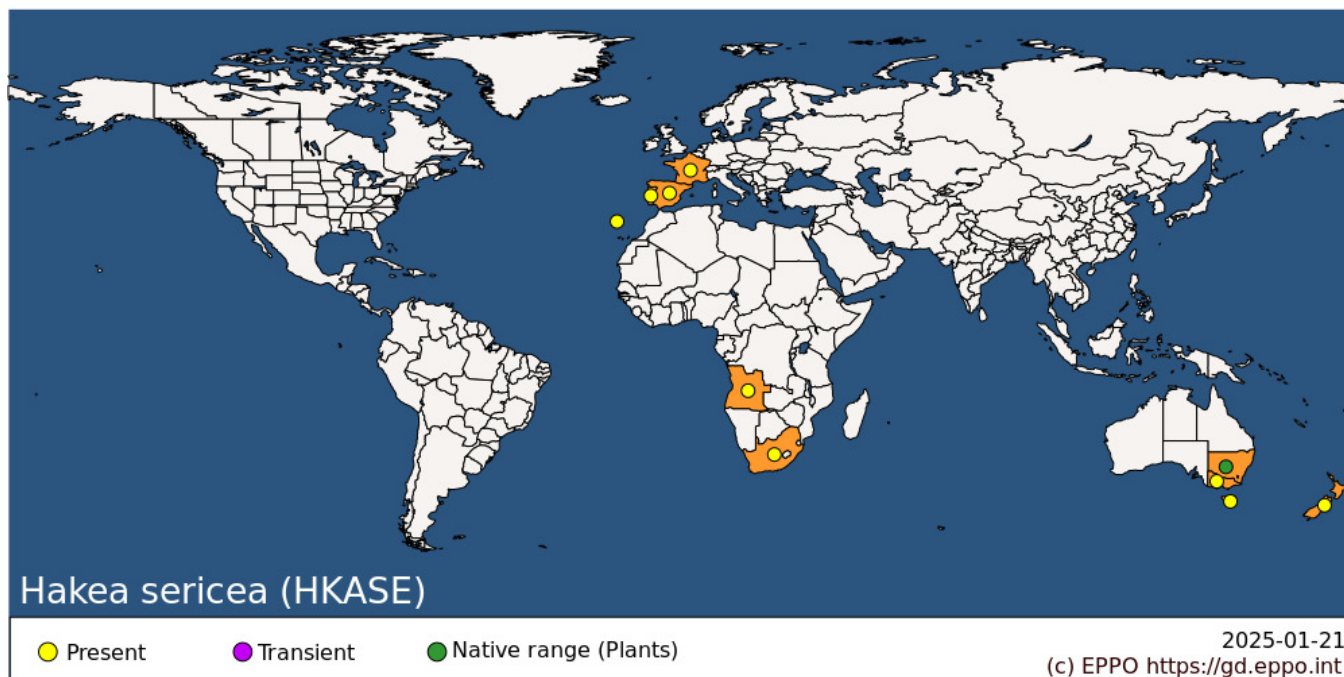 Hakea sericea (HKASE)
Present
Transient
Native range (Plants)
2025-01-21
(c) EPPO https://gd.eppo.int